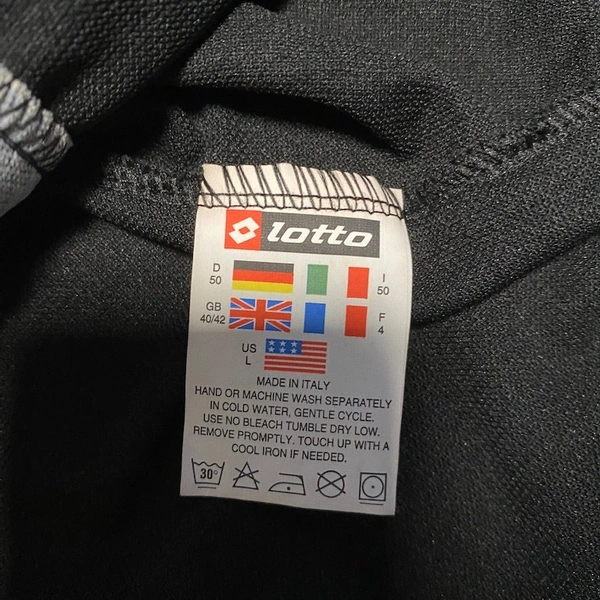 lotto
D 50
I 50
GB 40/42
F 4
US L
MADE IN ITALY
HAND OR MACHINE WASH SEPARATELY
IN COLD WATER, GENTLE CYCLE.
USE NO BLEACH TUMBLE DRY LOW.
REMOVE PROMPTLY. TOUCH UP WITH A
COOL IRON IF NEEDED.
30°